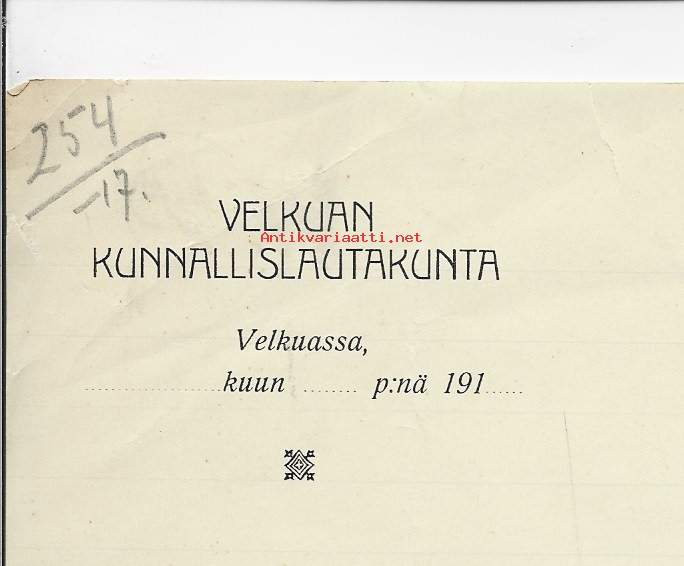 254
-17.
VELKUAN
Antikvariaatti.net
KUNNALLISLAUTAKUNTA
Velkuassa,
....................kuun ........ p:nä 191......